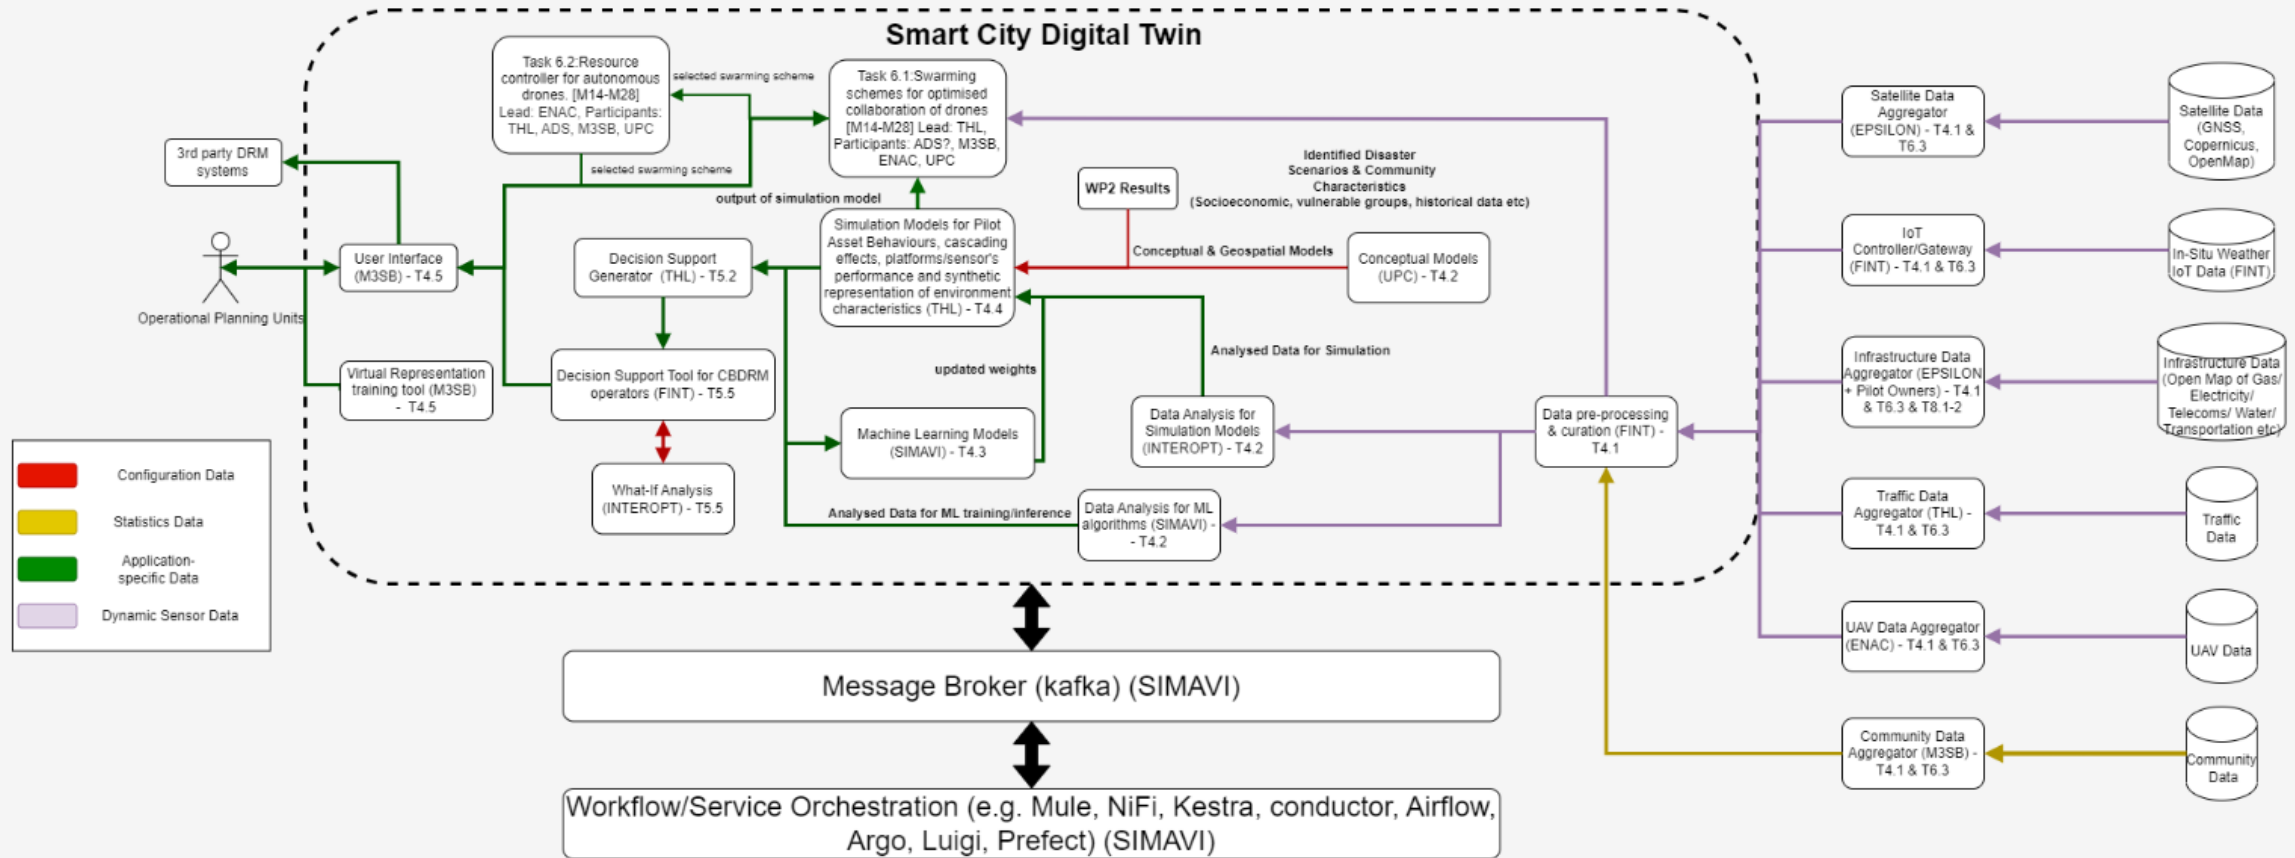 Smart City Digital Twin
Task 6.2:Resource
controller for autonomous
drones. [M14-M28]
Lead: ENAC, Participants:
THL, ADS, M3SB, UPC
selected swarming scheme
Task 6.1:Swarming
schemes for optimised
collaboration of drones
[M14-M28] Lead: THL,
Participants: ADS?, M3SB,
ENAC, UPC
selected swarming scheme
3rd party DRM
systems
output of simulation model
WP2 Results
Identified Disaster
Scenarios & Community
Characteristics
(Socioeconomic, vulnerable groups, historical data etc)
Operational Planning Units
User Interface
(M3SB) - T4.5
Decision Support
Generator (THL) - T5.2
Simulation Models for Pilot
Asset Behaviours, cascading
effects, platforms/sensor's
performance and synthetic
representation of environment
characteristics (THL) - T4.4
Conceptual & Geospatial Models
Conceptual Models
(UPC) - T4.2
Virtual Representation
training tool (M3SB)
- T4.5
Decision Support Tool for CBDRM
operators (FINT) - T5.5
updated weights
Analysed Data for Simulation
Machine Learning Models
(SIMAVI) - T4.3
Data Analysis for
Simulation Models
(INTEROPT) - T4.2
Data pre-processing
& curation (FINT) -
T4.1
What-If Analysis
(INTEROPT) - T5.5
Analysed Data for ML training/inference
Data Analysis for ML
algorithms (SIMAVI) -
- T4.2
Configuration Data
Statistics Data
Application-
specific Data
Dynamic Sensor Data
Satellite Data
Aggregator
(EPSILON) - T4.1 &
T6.3
Satellite Data
(GNSS,
Copernicus,
OpenMap)
IoT
Controller/Gateway
(FINT) - T4.1 & T6.3
In-Situ Weather
IoT Data (FINT)
Infrastructure Data
Aggregator (EPSILON
+ Pilot Owners) - T4.1
& T6.3 & T8.1-2
Infrastructure Data
(Open Map of Gas/
Electricity/
Telecoms/ Water/
Transportation etc)
Traffic Data
Aggregator (THL) -
T4.1 & T6.3
Traffic
Data
UAV Data Aggregator
(ENAC) - T4.1 & T6.3
UAV Data
Community Data
Aggregator (M3SB) -
T4.1 & T6.3
Community
Data
Message Broker (kafka) (SIMAVI)
Workflow/Service Orchestration (e.g. Mule, NiFi, Kestra, conductor, Airflow,
Argo, Luigi, Prefect) (SIMAVI)